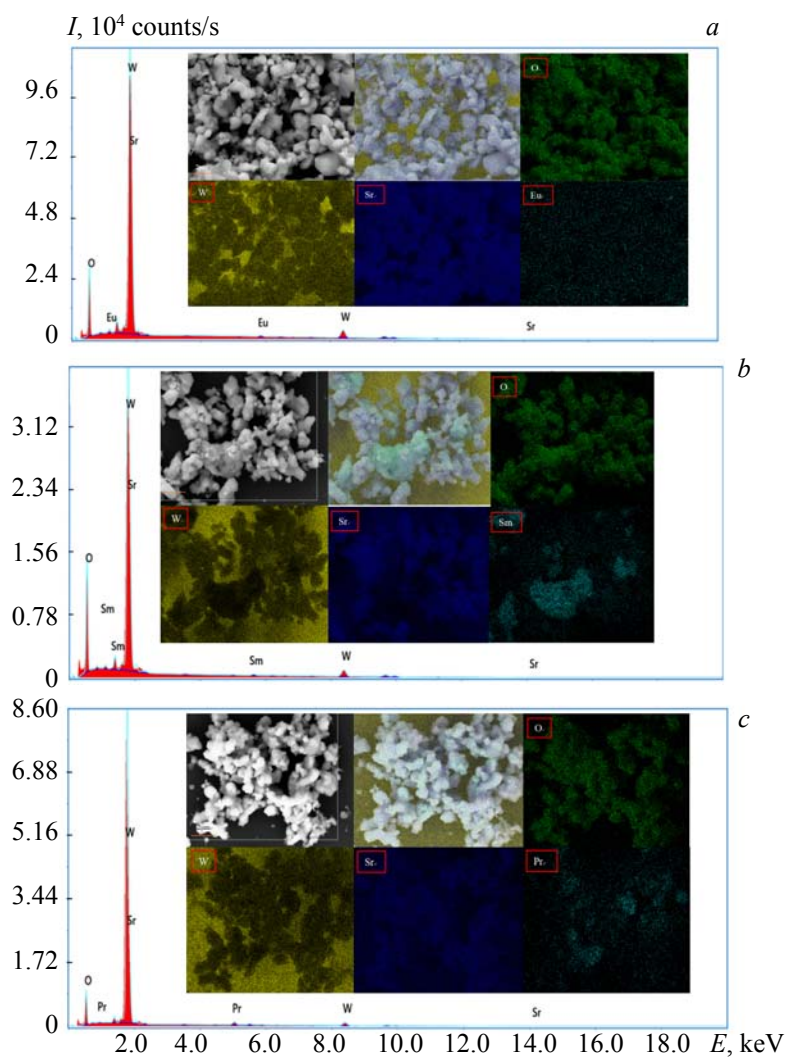 I, 10⁴ counts/s
a
W
9.6
O
7.2
Sr
W
Sr
Eu
4.8
O
2.4
Eu
Eu
W
Sr
0
b
W
O
3.12
2.34
Sr
W
Sr
Sm
1.56
O
0.78
Sm
Sm
Sm
W
Sr
0
8.60
c
O
6.88
5.16
W
W
Sr
Pr
3.44
Sr
1.72
O
Pr
Pr
W
Sr
0
2.0 4.0 6.0 8.0 10.0 12.0 14.0 16.0 18.0 E, keV